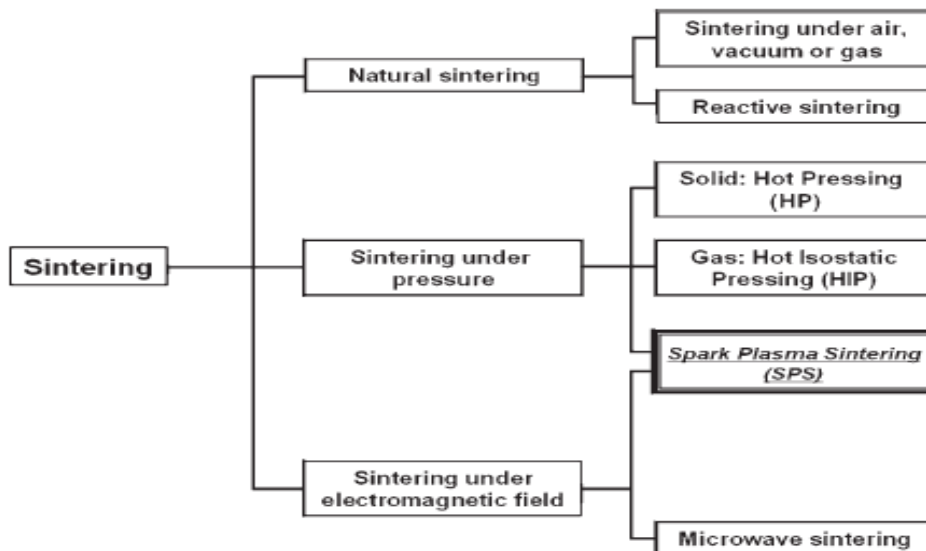 Sintering
Natural sintering
Sintering under air,
vacuum or gas
Reactive sintering
Sintering under
pressure
Solid: Hot Pressing
(HP)
Gas: Hot Isostatic
Pressing (HIP)
Spark Plasma Sintering
(SPS)
Sintering under
electromagnetic field
Microwave sintering